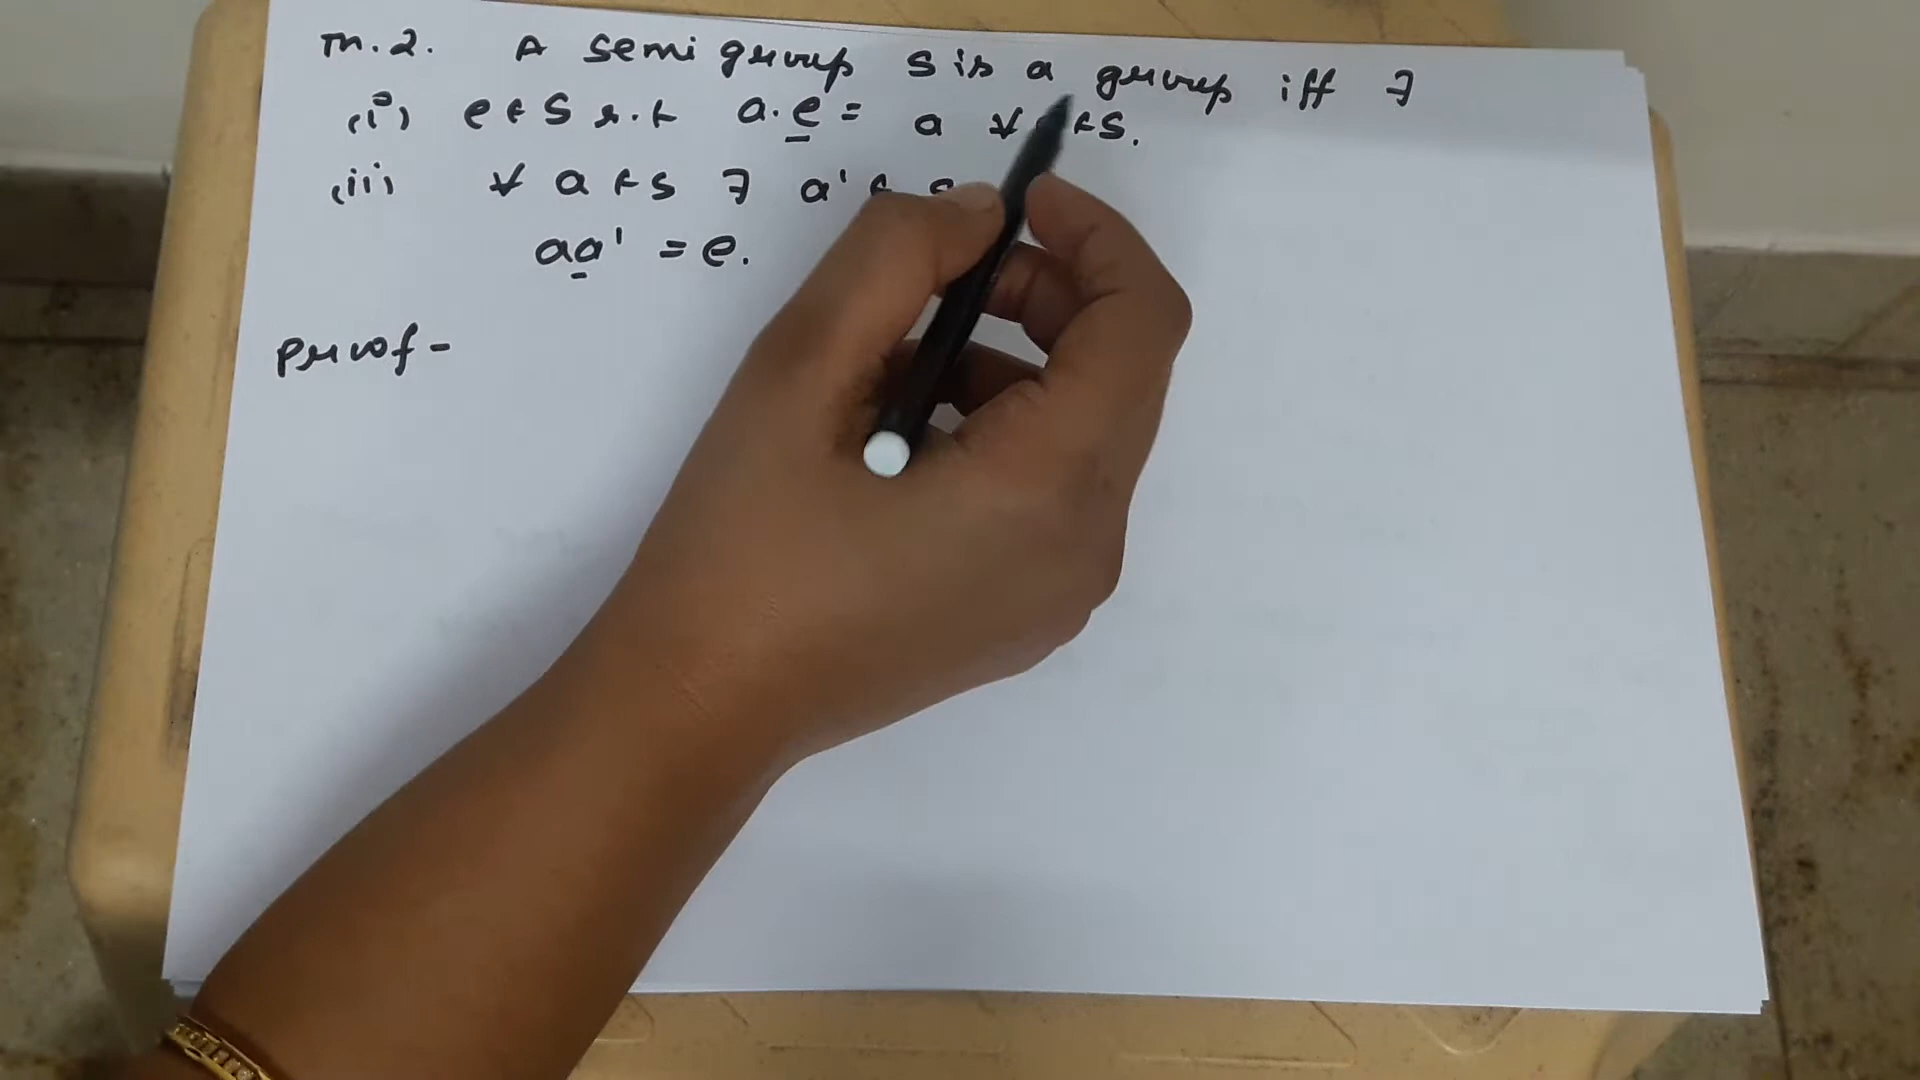 Th. 2. A semi group S is a group iff ∃
(i) e ∈ S s.t a.e = a ∀ ∈ S.
(ii) ∀ a ∈ S ∃ a' ∈ S
aa' = e.
Proof -